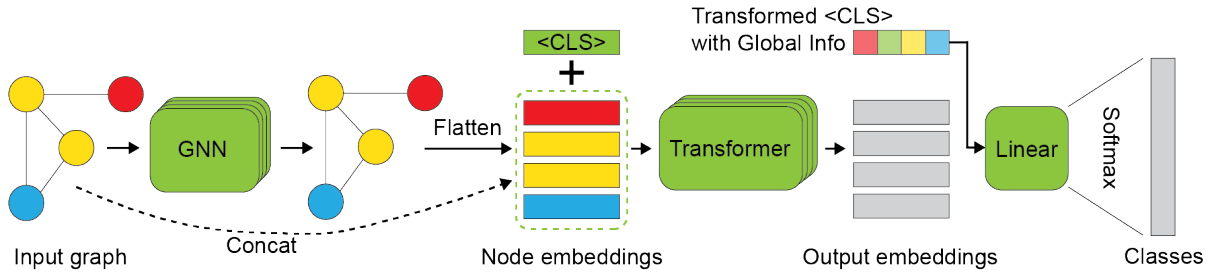 Transformed <CLS>
with Global Info
<CLS>
+
GNN
Flatten
Transformer
Linear
Softmax
Concat
Input graph
Node embeddings
Output embeddings
Classes